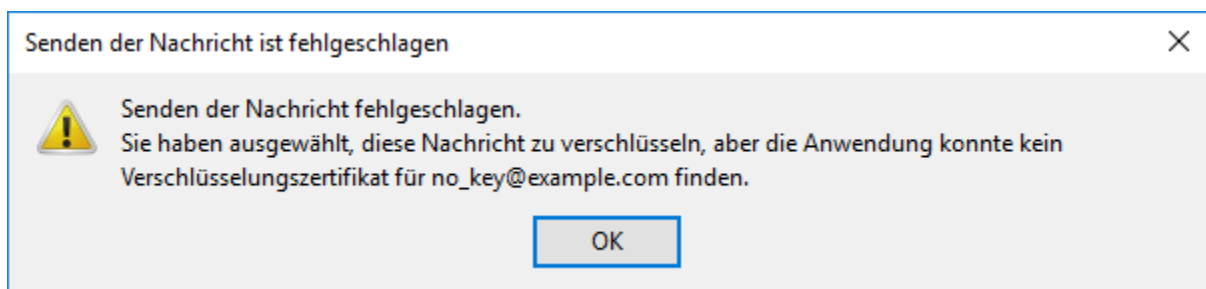 Senden der Nachricht ist fehlgeschlagen
Senden der Nachricht fehlgeschlagen.
Sie haben ausgewählt, diese Nachricht zu verschlüsseln, aber die Anwendung konnte kein
Verschlüsselungszertifikat für no_key@example.com finden.
OK